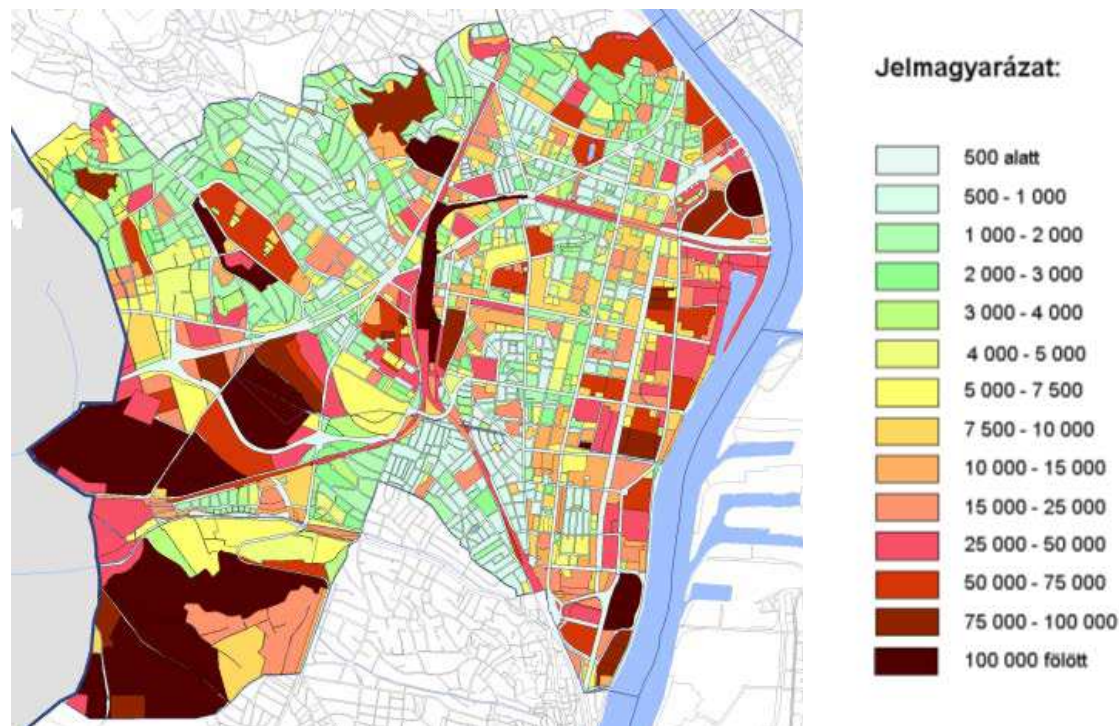 Jelmagyarázat:
500 alatt
500 - 1 000
1 000 - 2 000
2 000 - 3 000
3 000 - 4 000
4 000 - 5 000
5 000 - 7 500
7 500 - 10 000
10 000 - 15 000
15 000 - 25 000
25 000 - 50 000
50 000 - 75 000
75 000 - 100 000
100 000 fölött